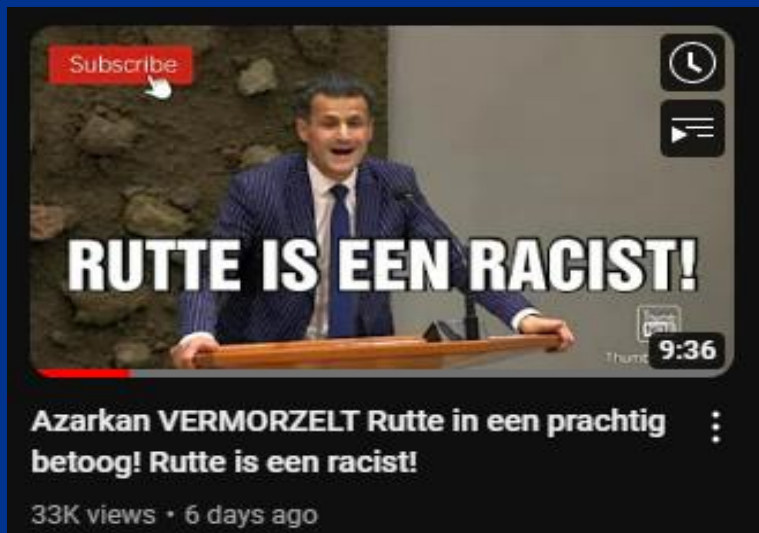 Subscribe
RUTTE IS EEN RACIST!
9:36
Azarkan VERMORZELT Rutte in een prachtig
betoog! Rutte is een racist!
33K views • 6 days ago